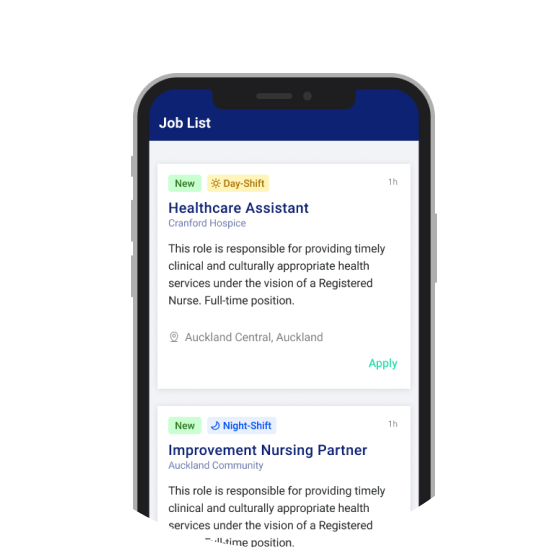 Job List
New Day-Shift 1h
Healthcare Assistant
Cranford Hospice
This role is responsible for providing timely
clinical and culturally appropriate health
services under the vision of a Registered
Nurse. Full-time position.
Auckland Central, Auckland
Apply
New Night-Shift 1h
Improvement Nursing Partner
Auckland Community
This role is responsible for providing timely
clinical and culturally appropriate health
services under the vision of a Registered
Full-time position.